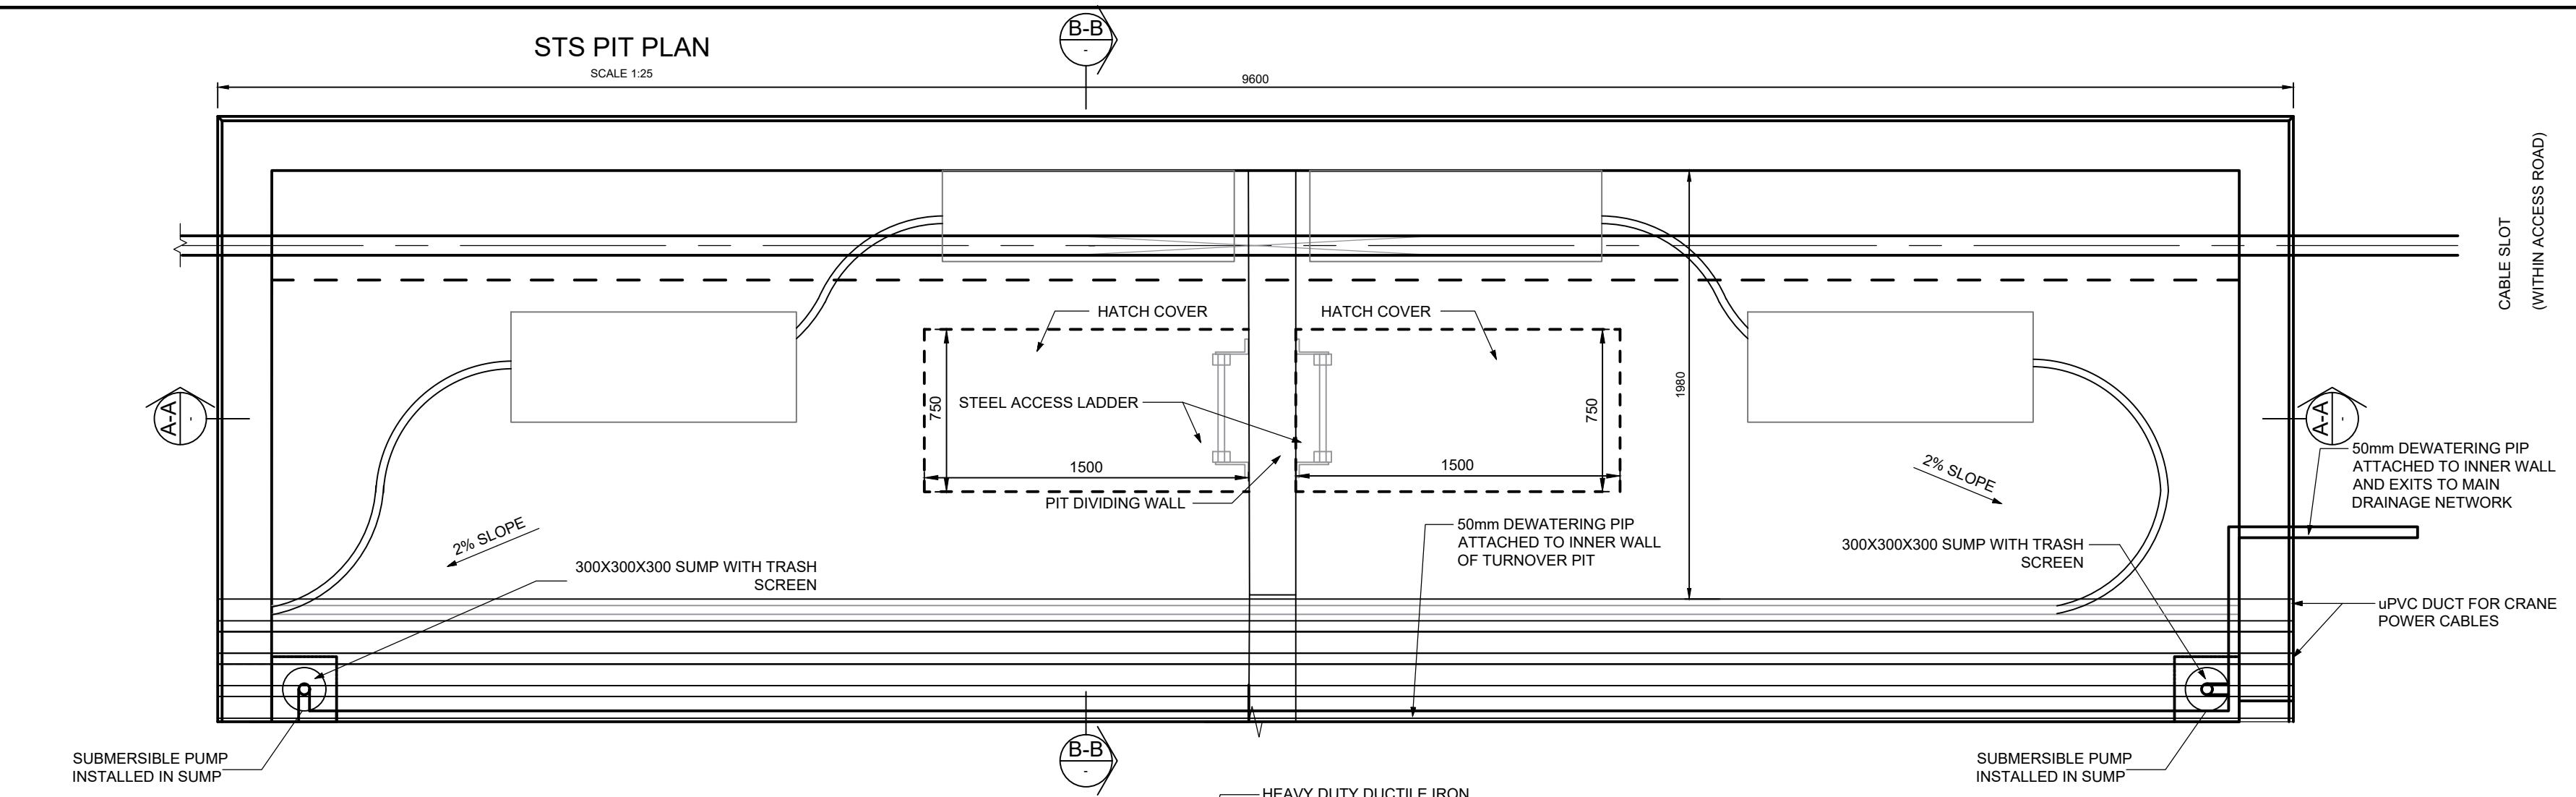 B-B
-
STS PIT PLAN
SCALE 1:25
9600
CABLE SLOT
(WITHIN ACCESS ROAD)
HATCH COVER
HATCH COVER
1980
750
STEEL ACCESS LADDER
750
A-A
-
A-A
-
1500
1500
PIT DIVIDING WALL
2% SLOPE
50mm DEWATERING PIP
ATTACHED TO INNER WALL
AND EXITS TO MAIN
DRAINAGE NETWORK
2% SLOPE
50mm DEWATERING PIP
ATTACHED TO INNER WALL
OF TURNOVER PIT
300X300X300 SUMP WITH TRASH
SCREEN
300X300X300 SUMP WITH TRASH
SCREEN
uPVC DUCT FOR CRANE
POWER CABLES
SUBMERSIBLE PUMP
INSTALLED IN SUMP
B-B
-
SUBMERSIBLE PUMP
INSTALLED IN SUMP
HEAVY DUTY DUCTILE IRON